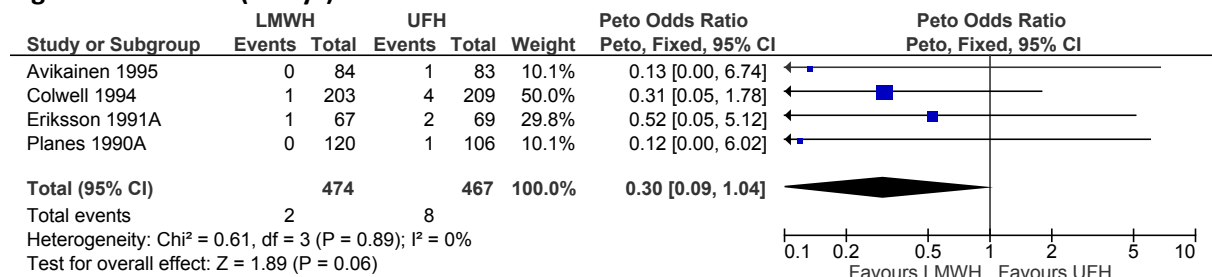 LMWH UFH Peto Odds Ratio Peto Odds Ratio
Study or Subgroup Events Total Events Total Weight Peto, Fixed, 95% CI Peto, Fixed, 95% CI
Avikainen 1995 0 84 1 83 10.1% 0.13 [0.00, 6.74]
Colwell 1994 1 203 4 209 50.0% 0.31 [0.05, 1.78]
Eriksson 1991A 1 67 2 69 29.8% 0.52 [0.05, 5.12]
Planes 1990A 0 120 1 106 10.1% 0.12 [0.00, 6.02]
Total (95% CI) 474 467 100.0% 0.30 [0.09, 1.04]
Total events 2 8
Heterogeneity: Chi² = 0.61, df = 3 (P = 0.89); I² = 0%
Test for overall effect: Z = 1.89 (P = 0.06)
0.1 0.2 0.5 1 2 5 10
Favours LMWH Favours UFH